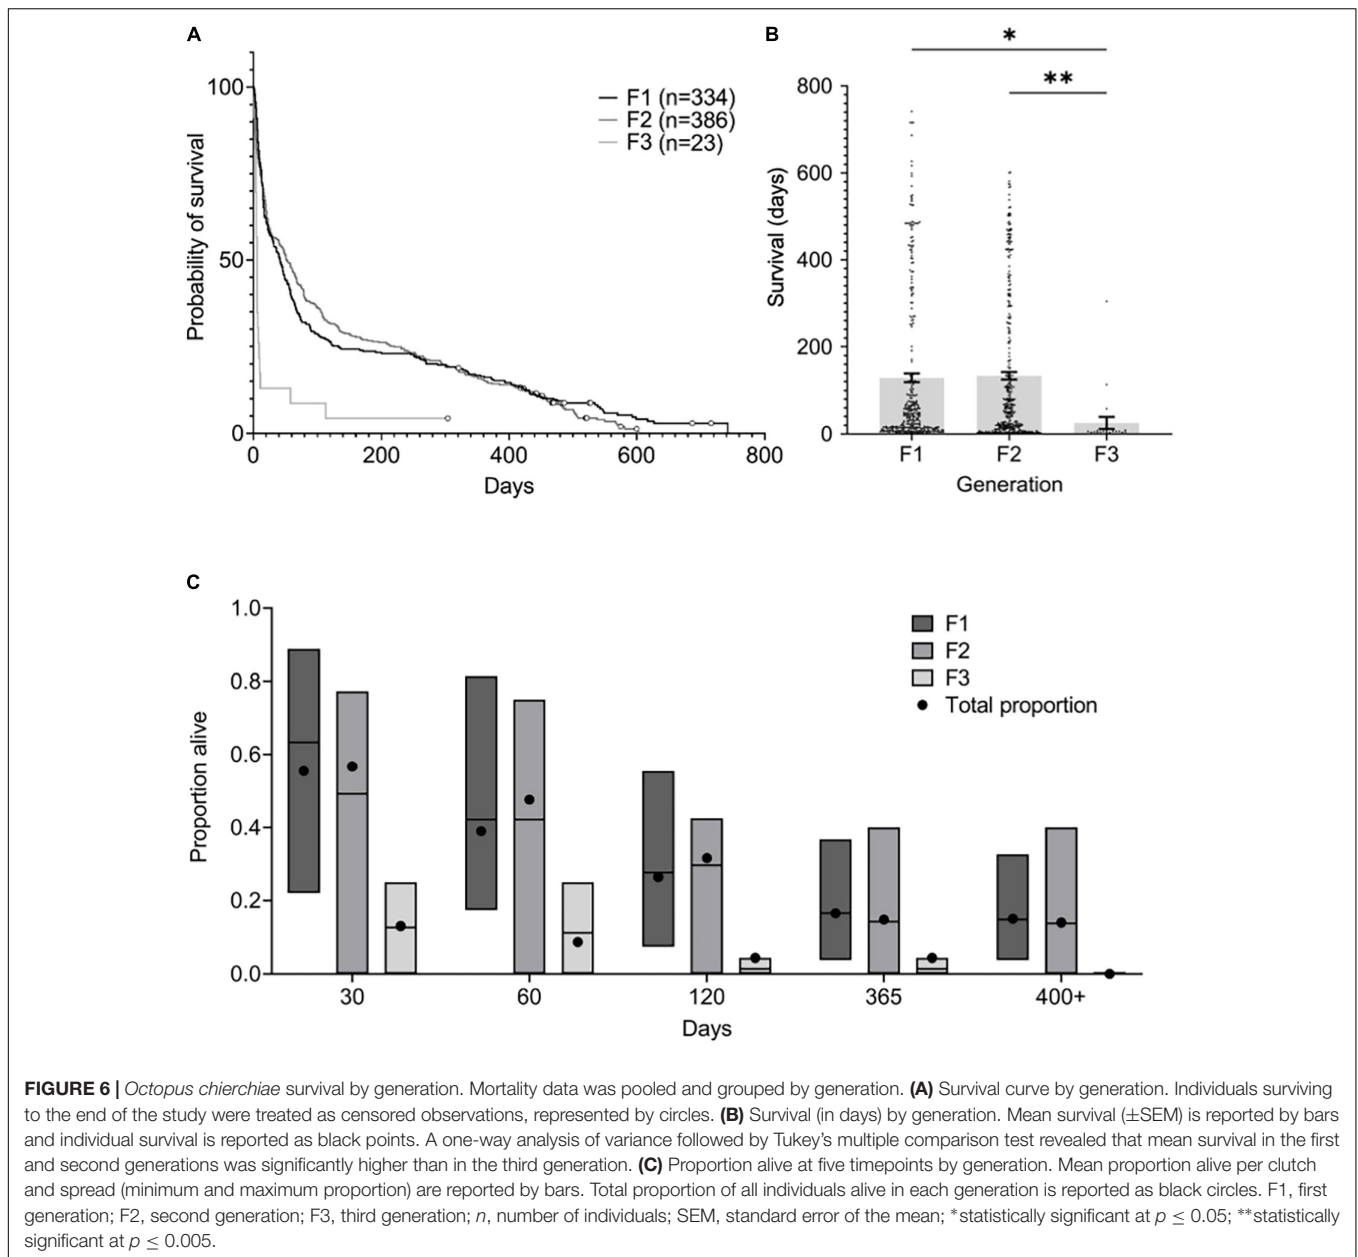 A
100
50
0
0 200 400 600 800
Probability of survival
Days
F1 (n=334)
F2 (n=386)
F3 (n=23)
B
*
**
800
600
400
200
0
Survival (days)
F1 F2 F3
Generation
C
1.0
0.8
0.6
0.4
0.2
0.0
Proportion alive
30 60 120 365 400+
Days
F1
F2
F3
Total proportion
FIGURE 6 | Octopus chierchiae survival by generation. Mortality data was pooled and grouped by generation. (A) Survival curve by generation. Individuals surviving
to the end of the study were treated as censored observations, represented by circles. (B) Survival (in days) by generation. Mean survival (±SEM) is reported by bars
and individual survival is reported as black points. A one-way analysis of variance followed by Tukey's multiple comparison test revealed that mean survival in the first
and second generations was significantly higher than in the third generation. (C) Proportion alive at five timepoints by generation. Mean proportion alive per clutch
and spread (minimum and maximum proportion) are reported by bars. Total proportion of all individuals alive in each generation is reported as black circles. F1, first
generation; F2, second generation; F3, third generation; n, number of individuals; SEM, standard error of the mean; *statistically significant at p ≤ 0.05; **statistically
significant at p ≤ 0.005.